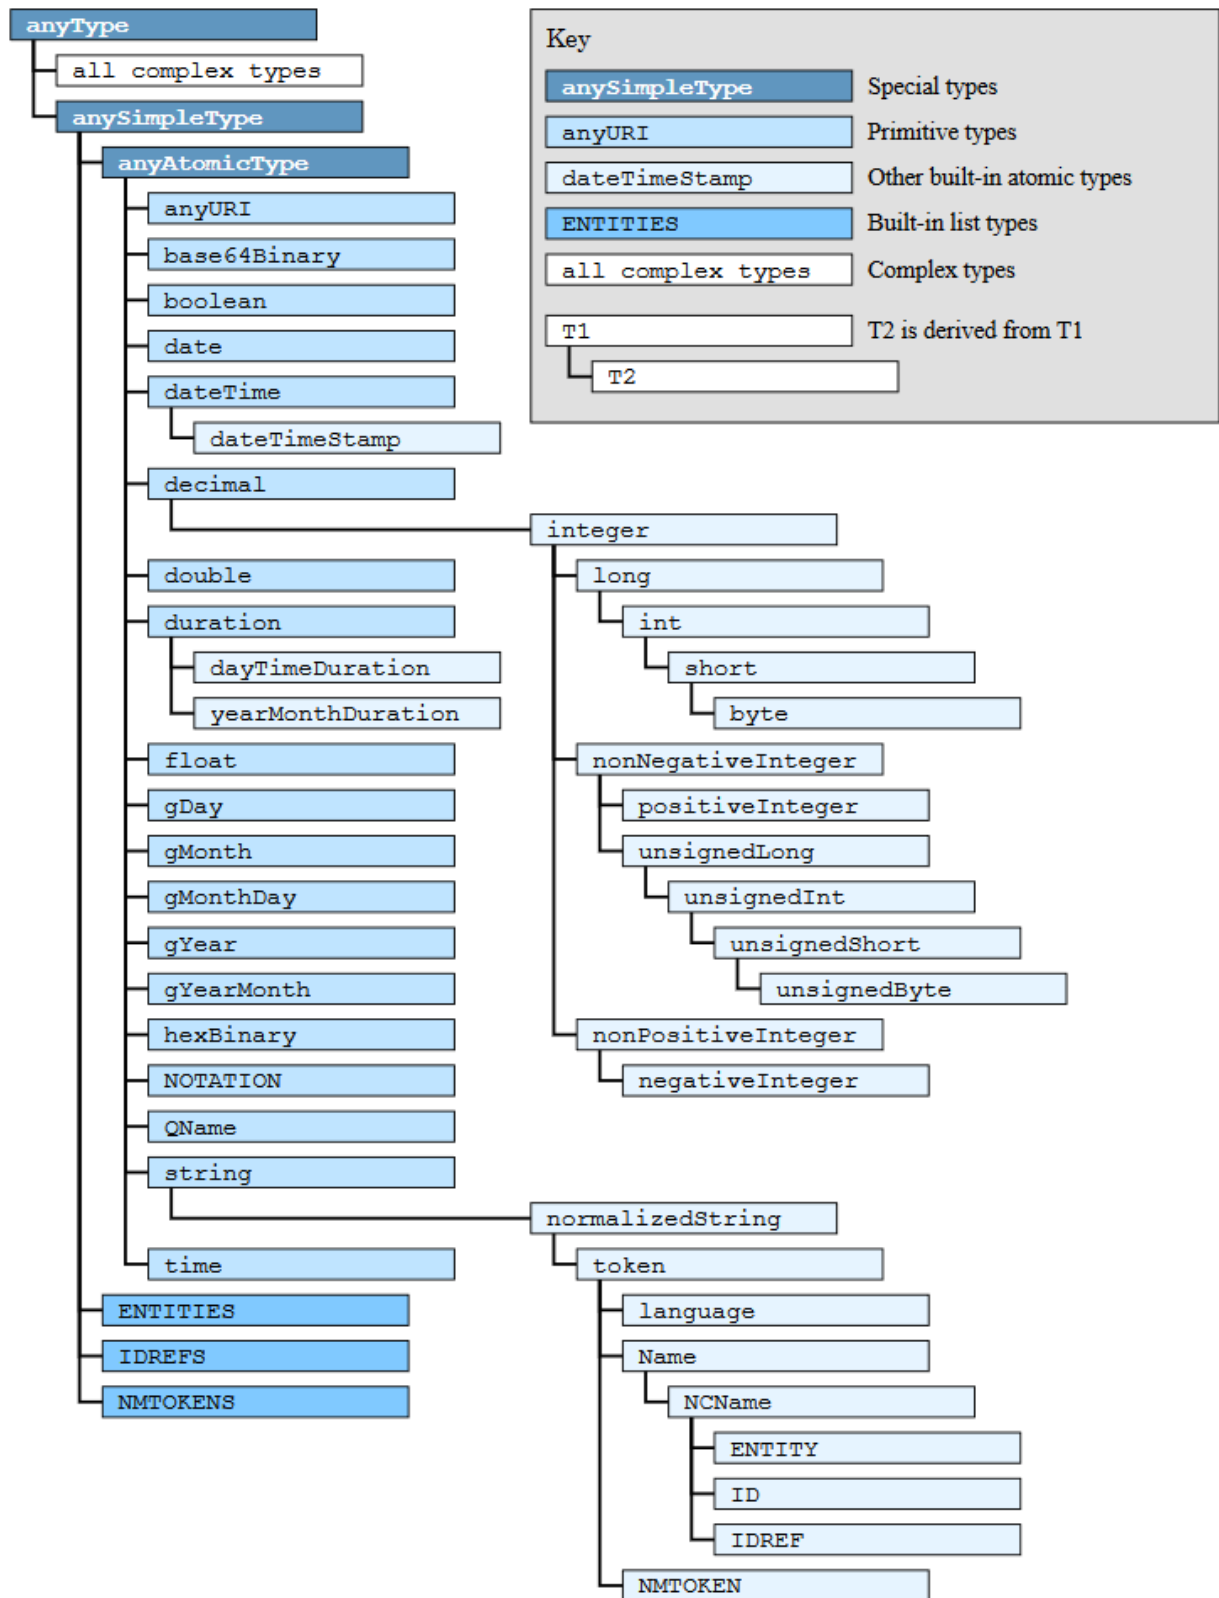 anyType
all complex types
anySimpleType
anyAtomicType
anyURI
base64Binary
boolean
date
dateTime
dateTimeStamp
decimal
integer
long
int
short
byte
nonNegativeInteger
positiveInteger
unsignedLong
unsignedInt
unsignedShort
unsignedByte
nonPositiveInteger
negativeInteger
double
duration
dayTimeDuration
yearMonthDuration
float
gDay
gMonth
gMonthDay
gYear
gYearMonth
hexBinary
NOTATION
QName
string
normalizedString
token
language
Name
NCName
ENTITY
ID
IDREF
NMTOKEN
time
ENTITIES
IDREFS
NMTOKENS
Key
anySimpleType Special types
anyURI Primitive types
dateTimeStamp Other built-in atomic types
ENTITIES Built-in list types
all complex types Complex types
T1 T2 is derived from T1
T2